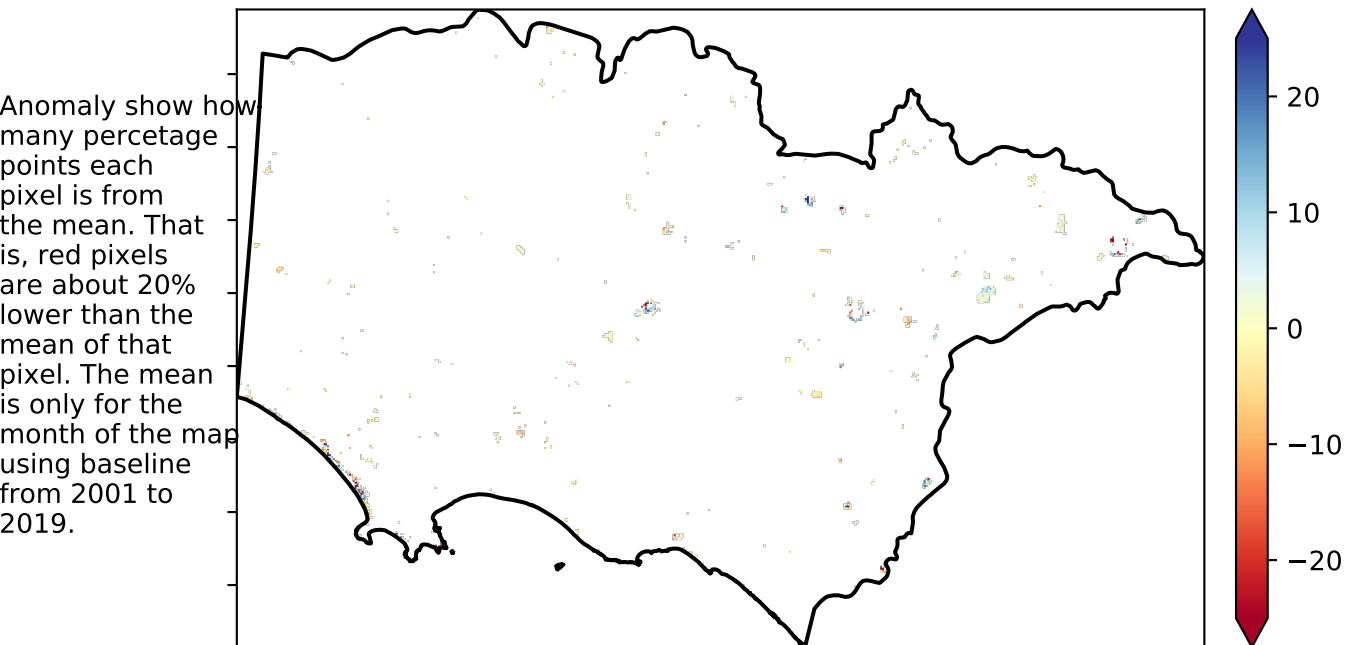 Anomaly show how
many percetage
points each
pixel is from
the mean. That
is, red pixels
are about 20%
lower than the
mean of that
pixel. The mean
is only for the
month of the map
using baseline
from 2001 to
2019.
20
10
0
−10
−20